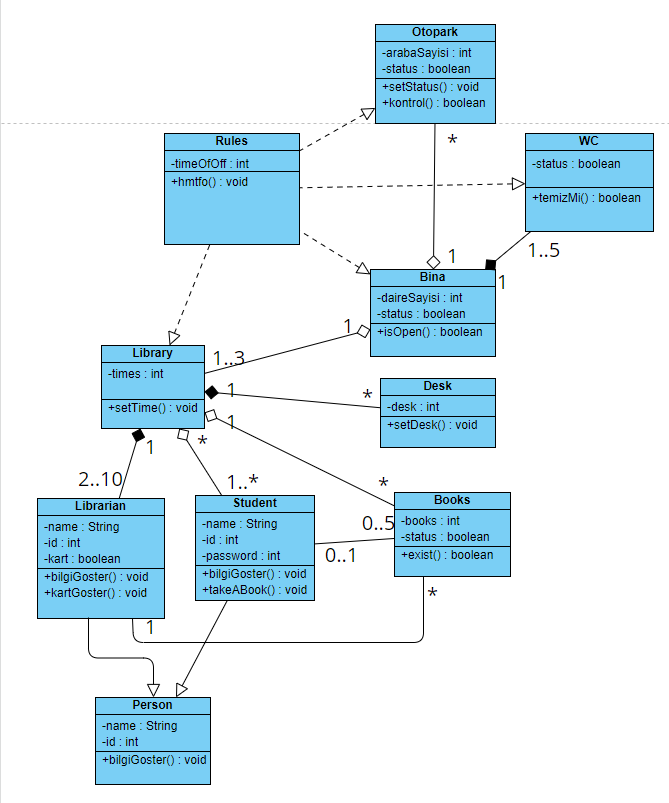 Otopark
-arabaSayisi : int
-status : boolean
+setStatus() : void
+kontrol() : boolean
*
Rules
-timeOfOff : int
+hmtfo() : void
WC
-status : boolean
+temizMi() : boolean
1
1..5
1
Bina
-daireSayisi : int
-status : boolean
+isOpen() : boolean
1
1..3
Library
-times : int
+setTime() : void
1
*
Desk
-desk : int
+setDesk() : void
1
*
1
*
2..10
1..*
Librarian
-name : String
-id : int
-kart : boolean
+bilgiGoster() : void
+kartGoster() : void
Student
-name : String
-id : int
-password : int
+bilgiGoster() : void
+takeABook() : void
Books
-books : int
-status : boolean
+exist() : boolean
0..5
0..1
*
1
Person
-name : String
-id : int
+bilgiGoster() : void